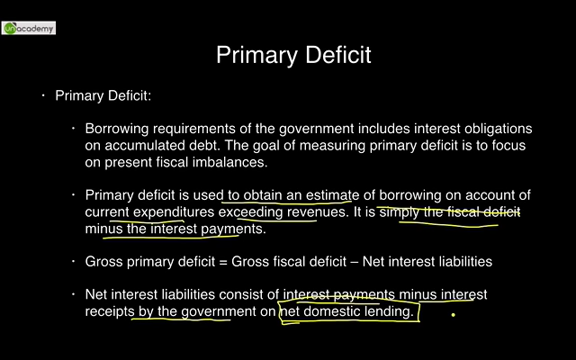 unacademy
Primary Deficit
• Primary Deficit:
• Borrowing requirements of the government includes interest obligations
on accumulated debt. The goal of measuring primary deficit is to focus
on present fiscal imbalances.
• Primary deficit is used to obtain an estimate of borrowing on account of
current expenditures exceeding revenues. It is simply the fiscal deficit
minus the interest payments.
• Gross primary deficit = Gross fiscal deficit – Net interest liabilities
• Net interest liabilities consist of interest payments minus interest
receipts by the government on net domestic lending.